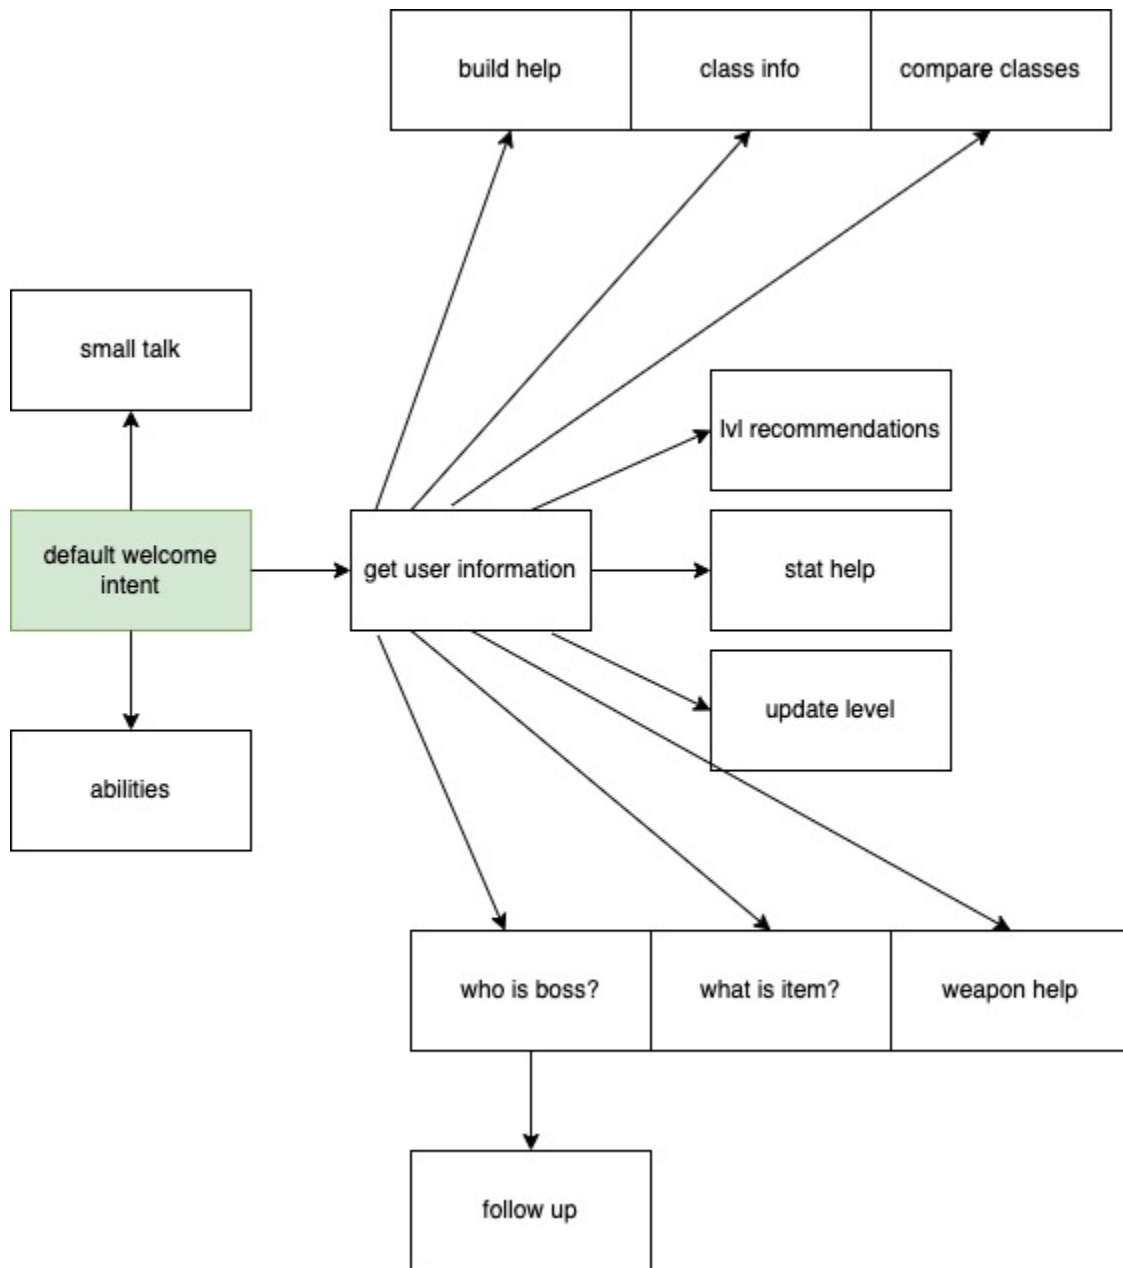 build help
class info
compare classes
small talk
lvl recommendations
default welcome
intent
get user information
stat help
update level
abilities
who is boss?
what is item?
weapon help
follow up